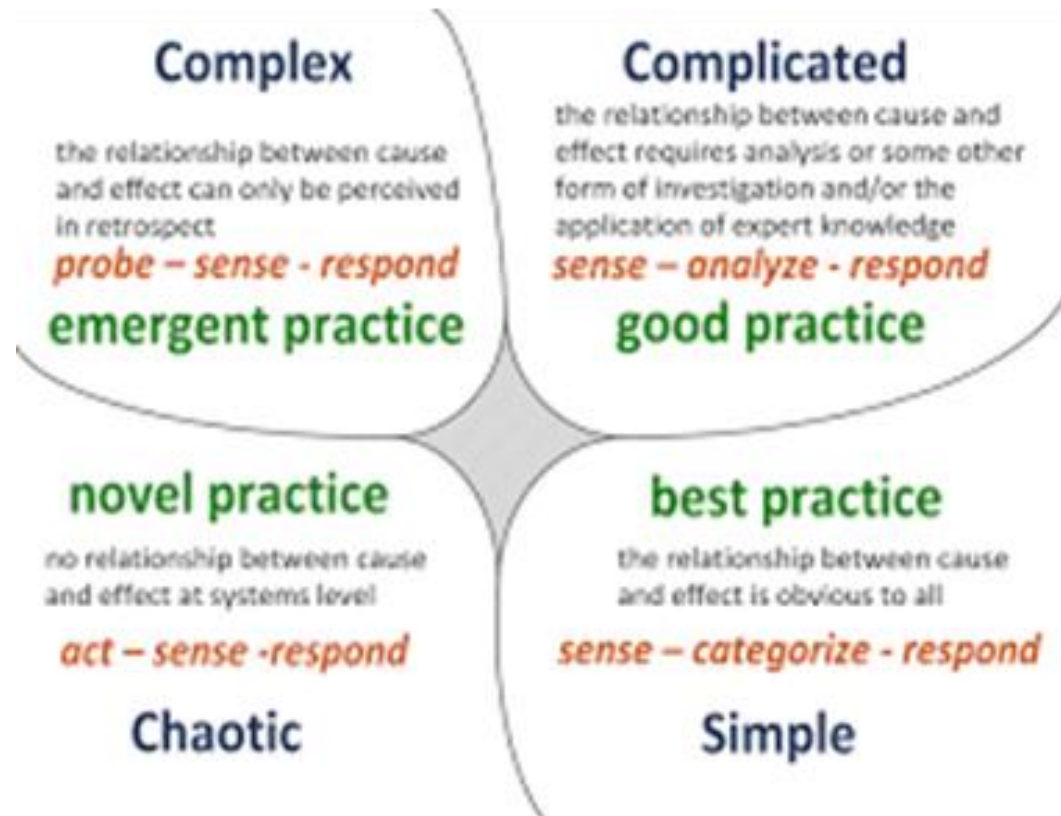 Complex
the relationship between cause
and effect can only be perceived
in retrospect
probe – sense - respond
emergent practice
Complicated
the relationship between cause and
effect requires analysis or some other
form of investigation and/or the
application of expert knowledge
sense – analyze - respond
good practice
novel practice
no relationship between cause
and effect at systems level
act – sense -respond
Chaotic
best practice
the relationship between cause
and effect is obvious to all
sense – categorize - respond
Simple